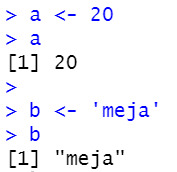 > a <- 20
> a
[1] 20
>
> b <- 'meja'
> b
[1] "meja"